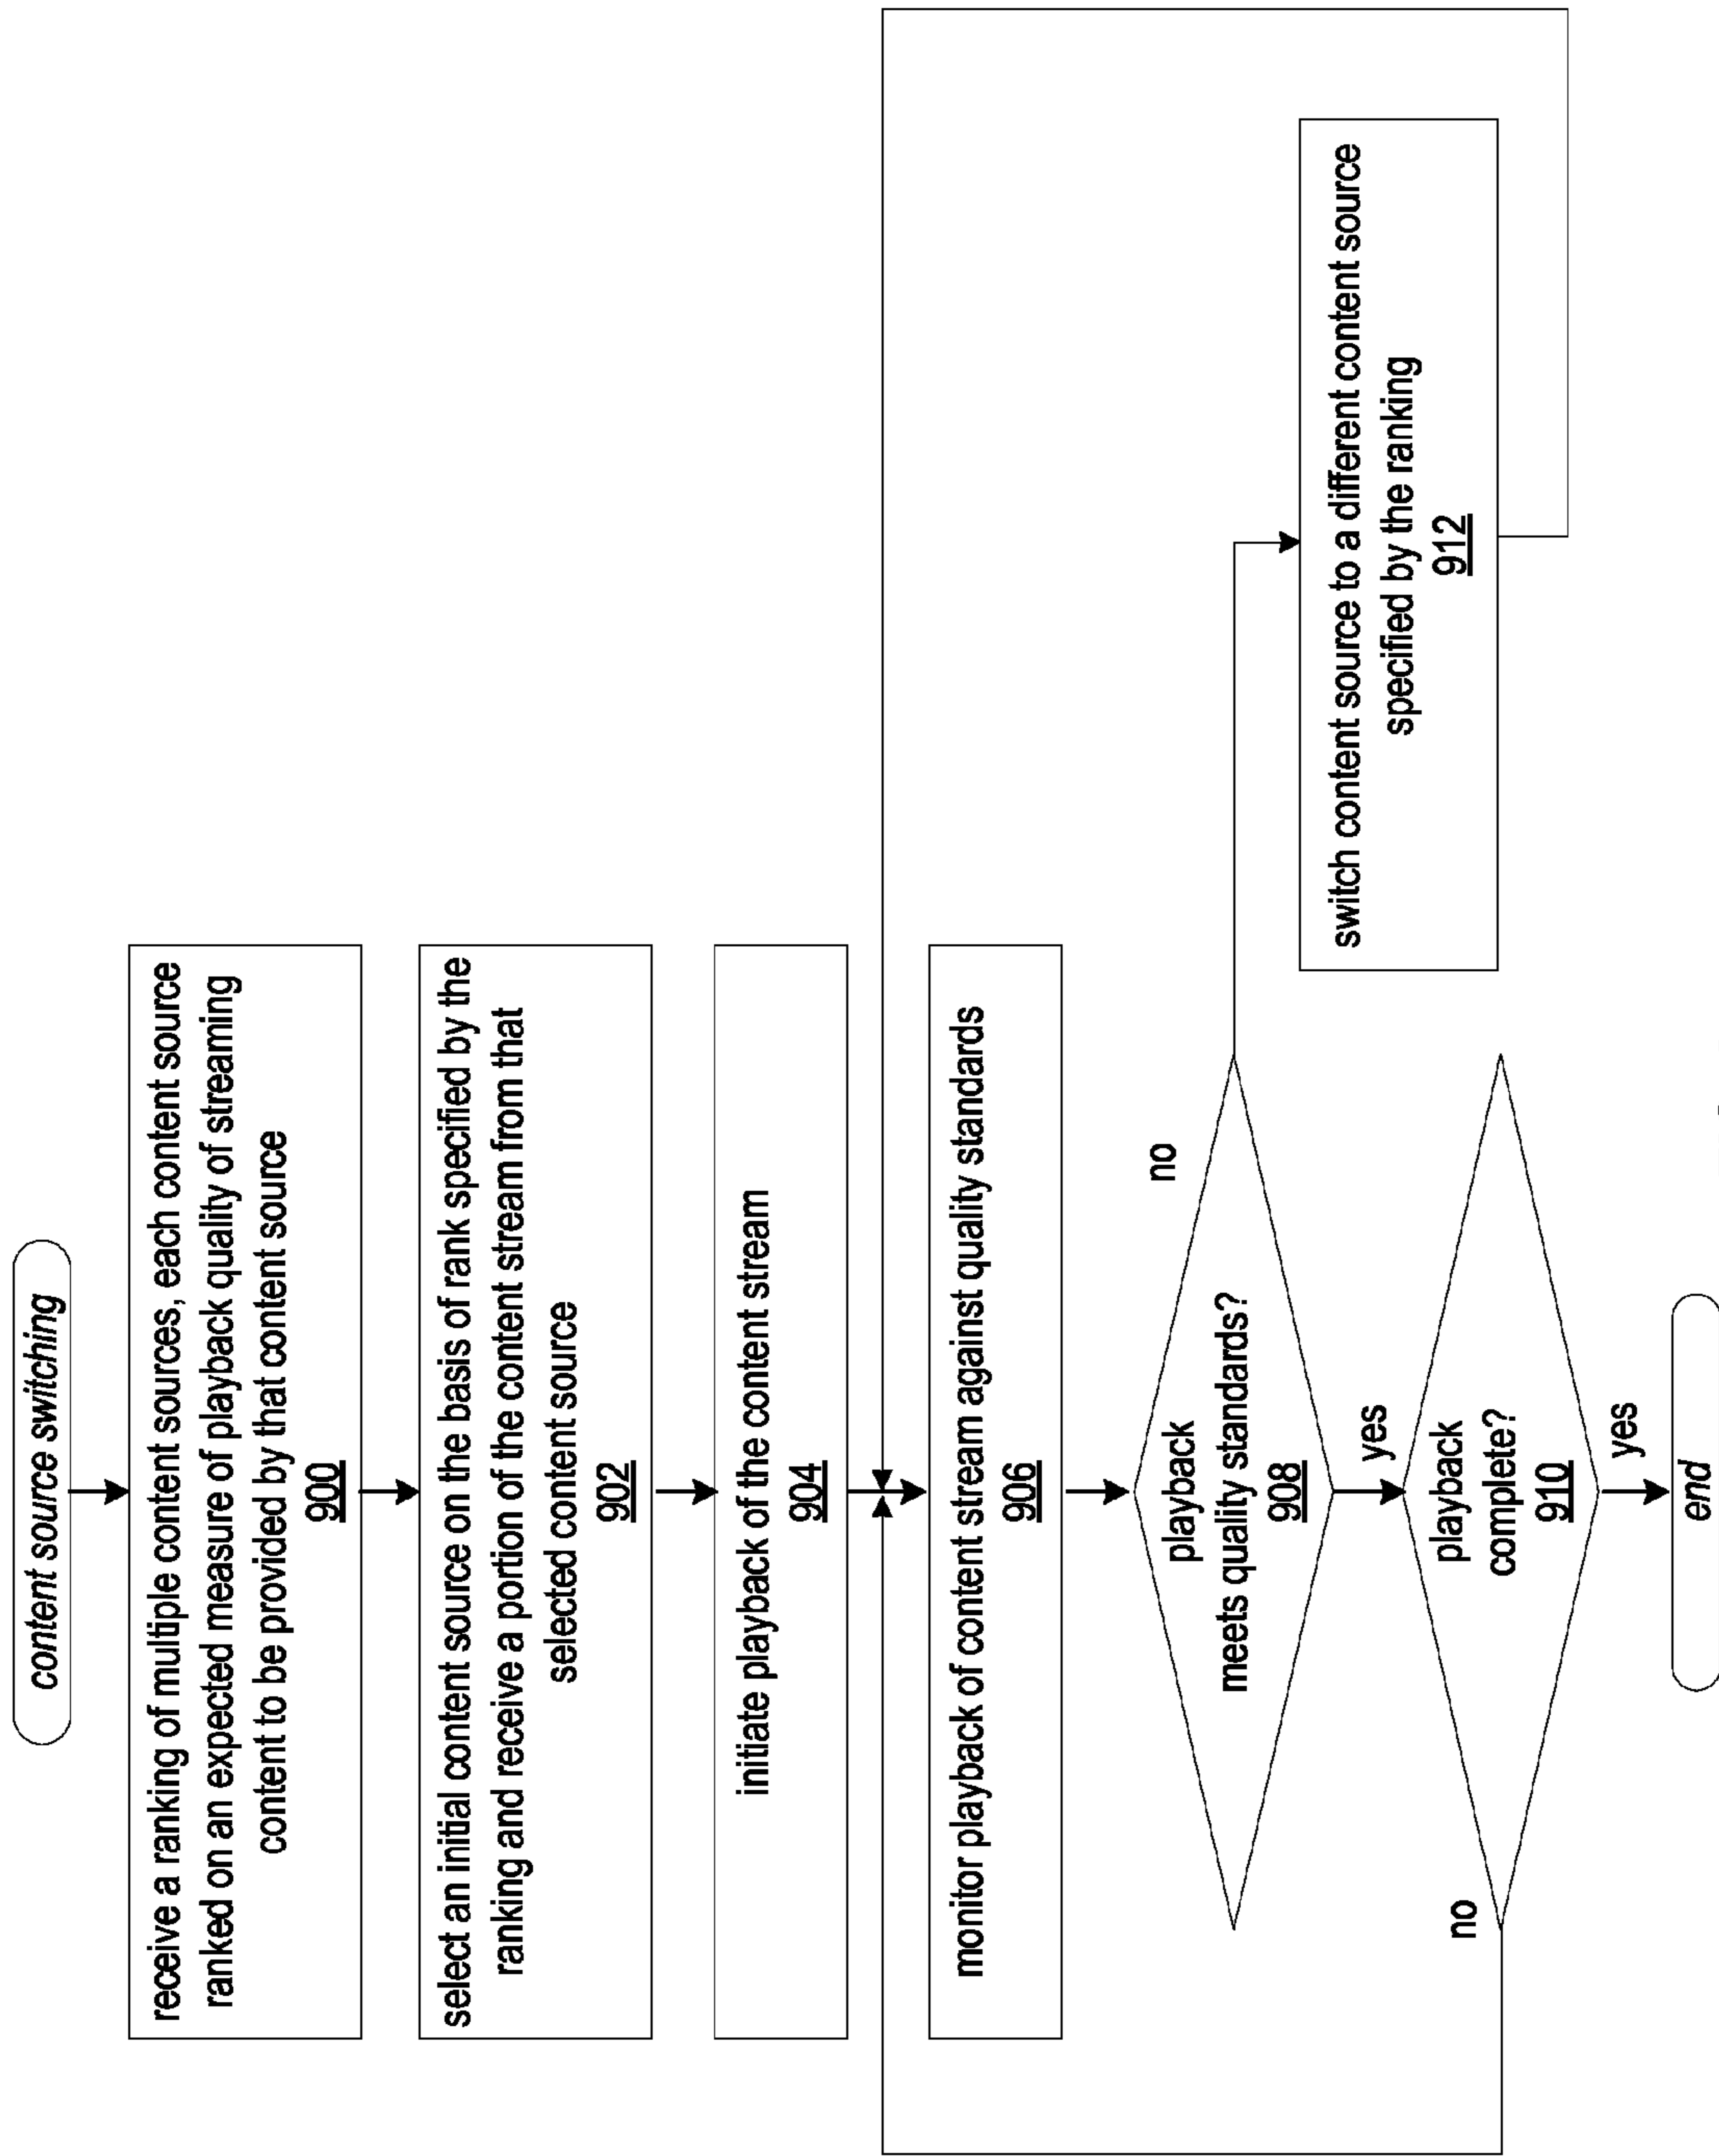 content source switching
receive a ranking of multiple content sources, each content source
ranked on an expected measure of playback quality of streaming
content to be provided by that content source
900
select an initial content source on the basis of rank specified by the
ranking and receive a portion of the content stream from that
selected content source
902
initiate playback of the content stream
904
monitor playback of content stream against quality standards
906
playback
meets quality standards?
908
no
switch content source to a different content source
specified by the ranking
912
yes
playback
complete?
910
no
yes
end